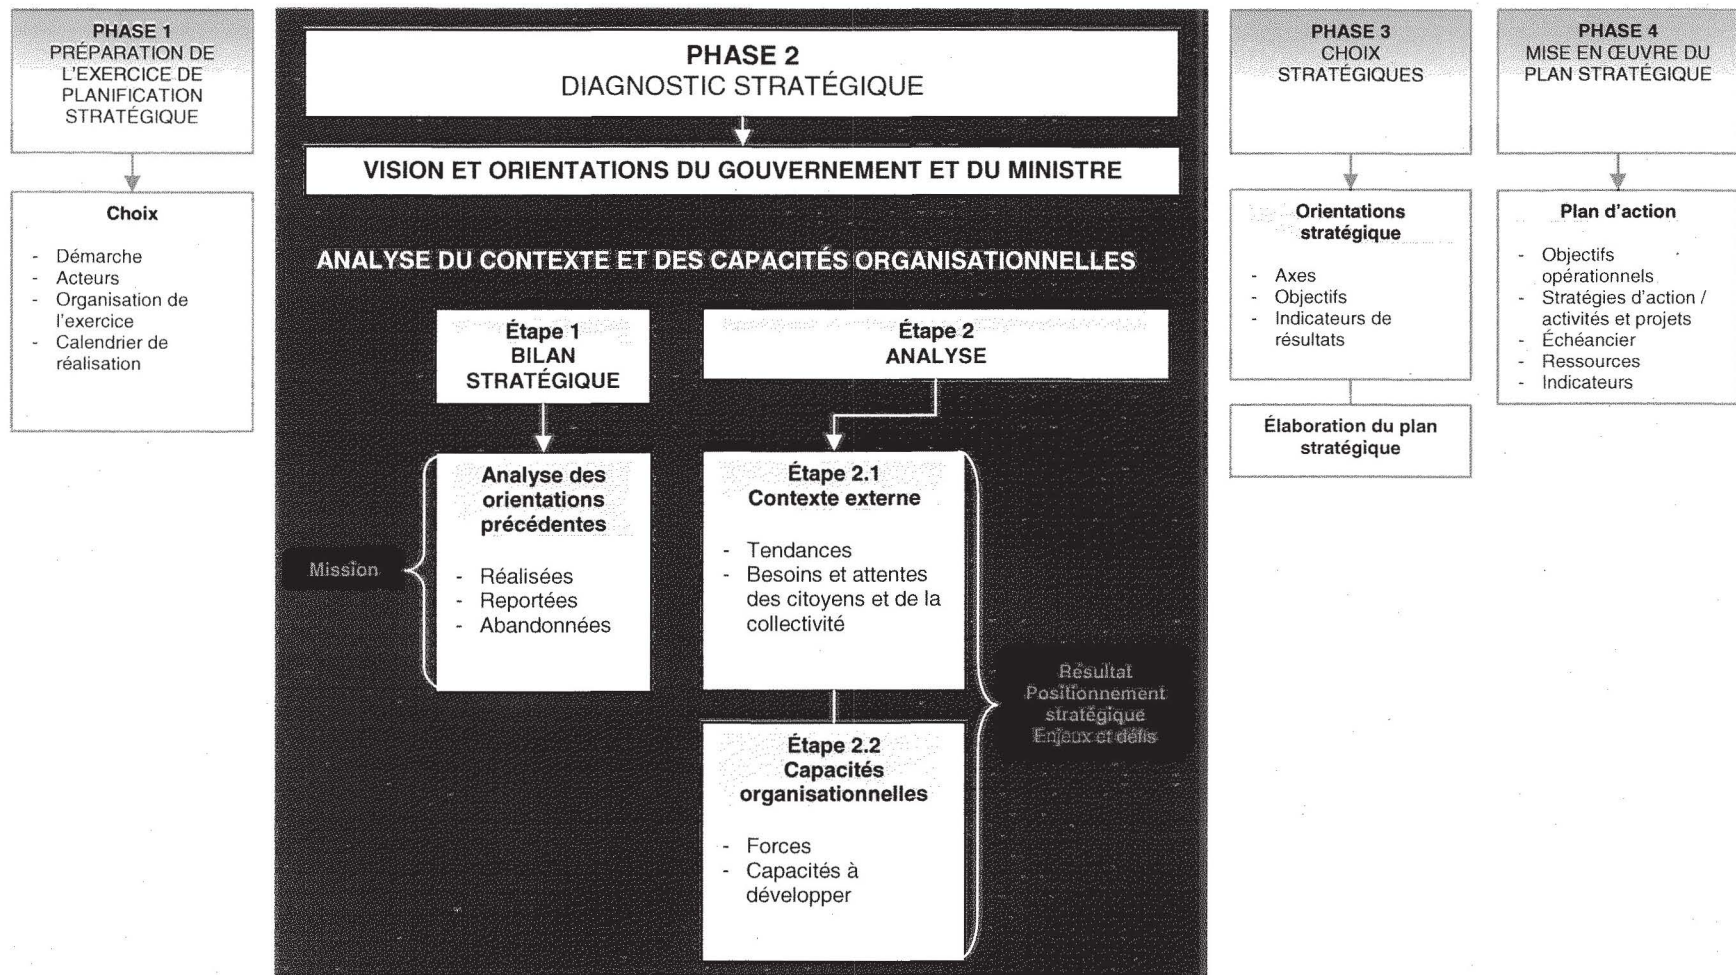 PHASE 1
PRÉPARATION DE
L'EXERCICE DE
PLANIFICATION
STRATÉGIQUE
Choix
- Démarche
- Acteurs
- Organisation de
l'exercice
- Calendrier de
réalisation
PHASE 2
DIAGNOSTIC STRATÉGIQUE
VISION ET ORIENTATIONS DU GOUVERNEMENT ET DU MINISTRE
ANALYSE DU CONTEXTE ET DES CAPACITÉS ORGANISATIONNELLES
Étape 1
BILAN
STRATÉGIQUE
Analyse des
orientations
précédentes
- Réalisées
- Reportées
- Abandonnées
Mission
Étape 2
ANALYSE
Étape 2.1
Contexte externe
- Tendances
- Besoins et attentes
des citoyens et de la
collectivité
Étape 2.2
Capacités
organisationnelles
- Forces
- Capacités à
développer
Résultat
Positionnement
stratégique
Enjeux et défis
PHASE 3
CHOIX
STRATÉGIQUES
Orientations
stratégique
- Axes
- Objectifs
- Indicateurs de
résultats
Élaboration du plan
stratégique
PHASE 4
MISE EN ŒUVRE DU
PLAN STRATÉGIQUE
Plan d'action
- Objectifs
opérationnels
- Stratégies d'action /
activités et projets
- Échéancier
- Ressources
- Indicateurs